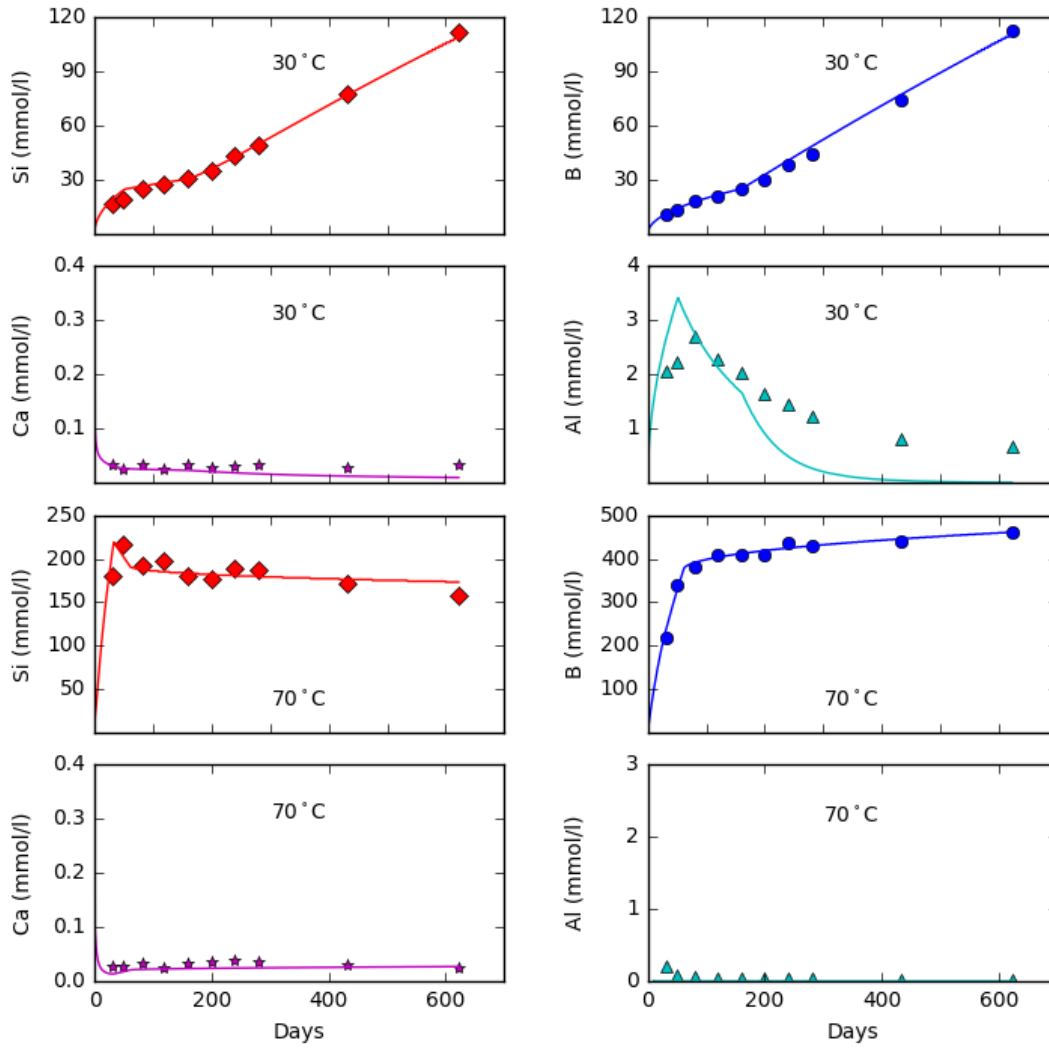 120
90
60
30
Si (mmol/l)
30°C
120
90
60
30
B (mmol/l)
30°C
0.4
0.3
0.2
0.1
Ca (mmol/l)
30°C
4
3
2
1
Al (mmol/l)
30°C
250
200
150
100
50
Si (mmol/l)
70°C
500
400
300
200
100
B (mmol/l)
70°C
0.4
0.3
0.2
0.1
0.0
Ca (mmol/l)
70°C
0 200 400 600
Days
3
2
1
0
Al (mmol/l)
70°C
0 200 400 600
Days